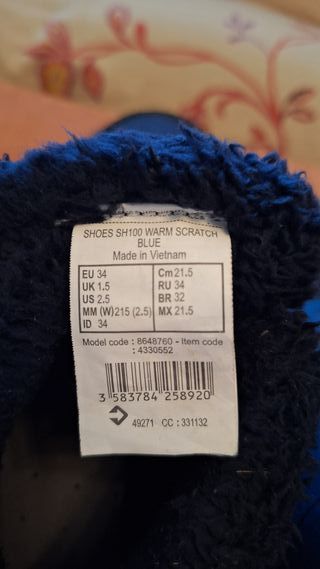 SHOES SH100 WARM SCRATCH
BLUE
Made in Vietnam
EU 34 Cm 21.5
UK 1.5 RU 34
US 2.5 BR 32
MM (W)215 (2.5) MX 21.5
ID 34
Model code : 8648760 - Item code
: 4330552
3 583784 258920
49271 CC : 331132